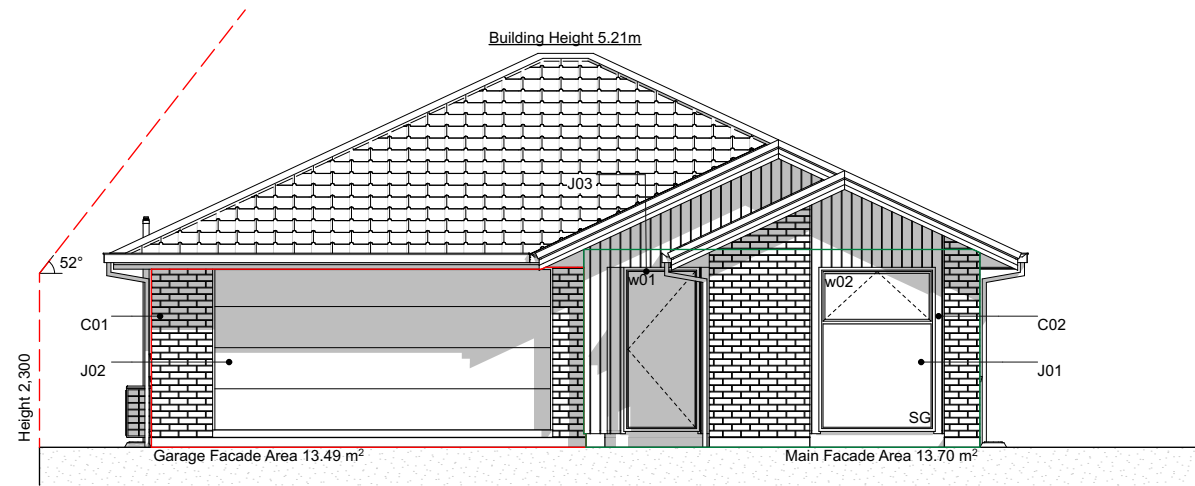 Building Height 5.21m
J03
52°
w01
w02
C01
C02
J02
J01
Height 2,300
SG
Garage Facade Area 13.49 m²
Main Facade Area 13.70 m²